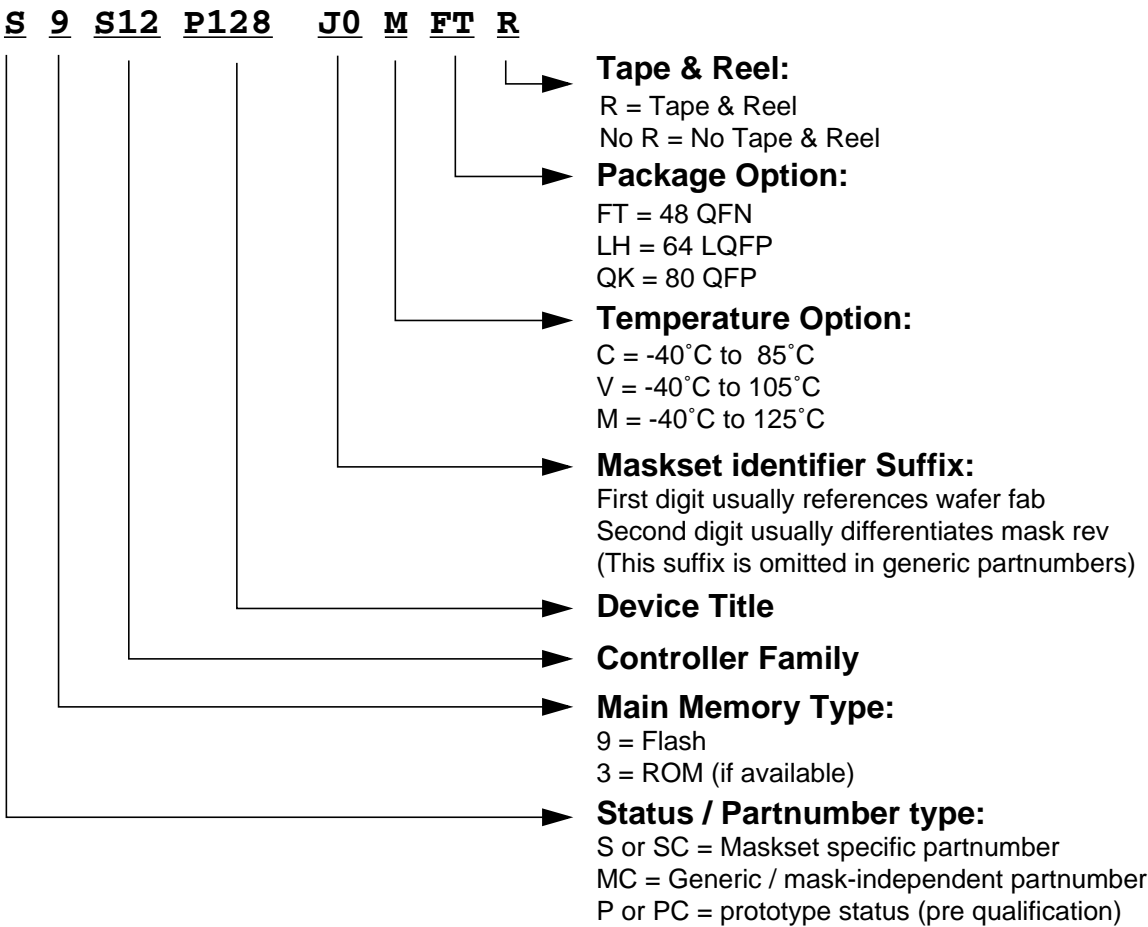 S 9 S12 P128 J0 M FT R
Tape & Reel:
R = Tape & Reel
No R = No Tape & Reel
Package Option:
FT = 48 QFN
LH = 64 LQFP
QK = 80 QFP
Temperature Option:
C = -40˚C to 85˚C
V = -40˚C to 105˚C
M = -40˚C to 125˚C
Maskset identifier Suffix:
First digit usually references wafer fab
Second digit usually differentiates mask rev
(This suffix is omitted in generic partnumbers)
Device Title
Controller Family
Main Memory Type:
9 = Flash
3 = ROM (if available)
Status / Partnumber type:
S or SC = Maskset specific partnumber
MC = Generic / mask-independent partnumber
P or PC = prototype status (pre qualification)